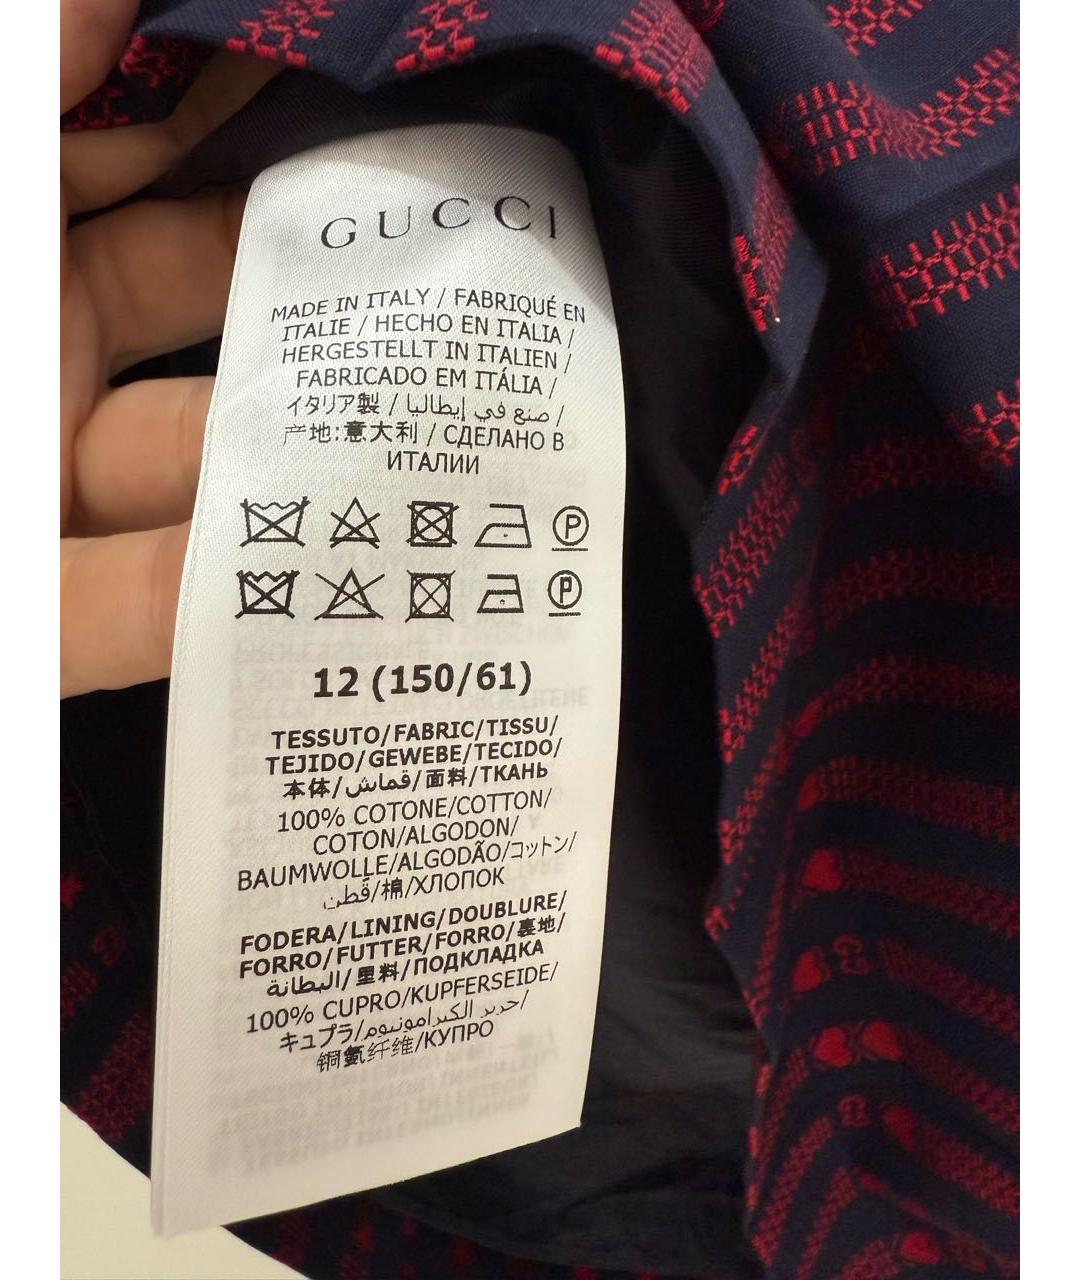 GUCCI
MADE IN ITALY / FABRIQUÉ EN
ITALIE / HECHO EN ITALIA /
HERGESTELLT IN ITALIEN /
FABRICADO EM ITÁLIA /
イタリア製 / صنع في إيطاليا /
产地:意大利 / СДЕЛАНО В
ИТАЛИИ
P
P
12 (150/61)
TESSUTO/FABRIC/TISSU/
TEJIDO/GEWEBE/TECIDO/
本体/قماش/面料/ТКАНЬ
100% COTONE/COTTON/
COTON/ALGODON/
BAUMWOLLE/ALGODÃO/コットン/
قطن/棉/ХЛОПОК
FODERA/LINING/DOUBLURE/
FORRO/FUTTER/FORRO/裏地/
البطانة/里料/ПОДКЛАДКА
100% CUPRO/KUPFERSEIDE/
キュプラ/حرير الكبرامونيوم/
铜氨纤维/КУПРО